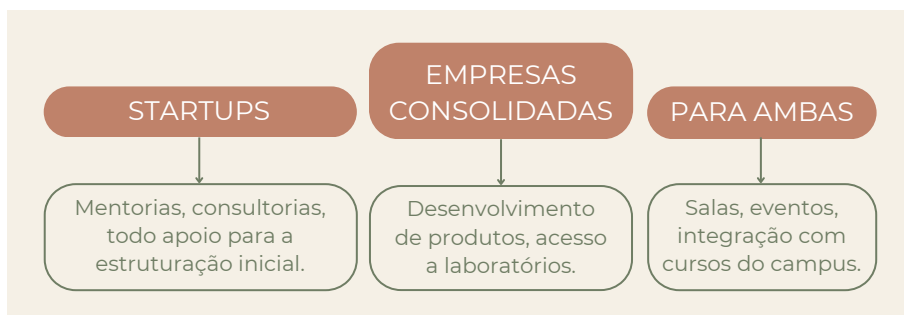 STARTUPS
Mentorias, consultorias,
todo apoio para a
estruturação inicial.
EMPRESAS
CONSOLIDADAS
Desenvolvimento
de produtos, acesso
a laboratórios.
PARA AMBAS
Salas, eventos,
integração com
cursos do campus.